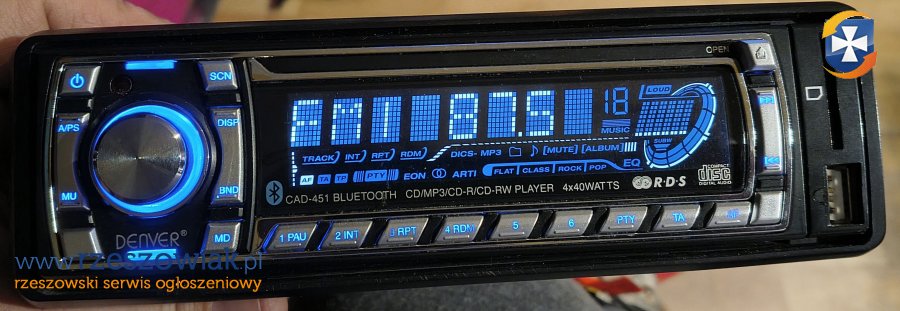 OPEN
SCN
A/PS
DISP
MU
BND
MD
DENVER®
FM1 87.5
18
MUSIC
LOUD
SUBW
TRACK INT RPT RDM DICS- MP3 [MUTE] [ALBUM]
AF TA TP PTY EON ARTI FLAT CLASS ROCK POP EQ
CAD-451 BLUETOOTH CD/MP3/CD-R/CD-RW PLAYER 4x40WATTS
R·D·S
COMPACT
disc
DIGITAL AUDIO
1 PAU 2 INT 3 RPT 4 RDM 5 6 PTY TA AF
www.rzeszowiak.pl
rzeszowski serwis ogłoszeniowy